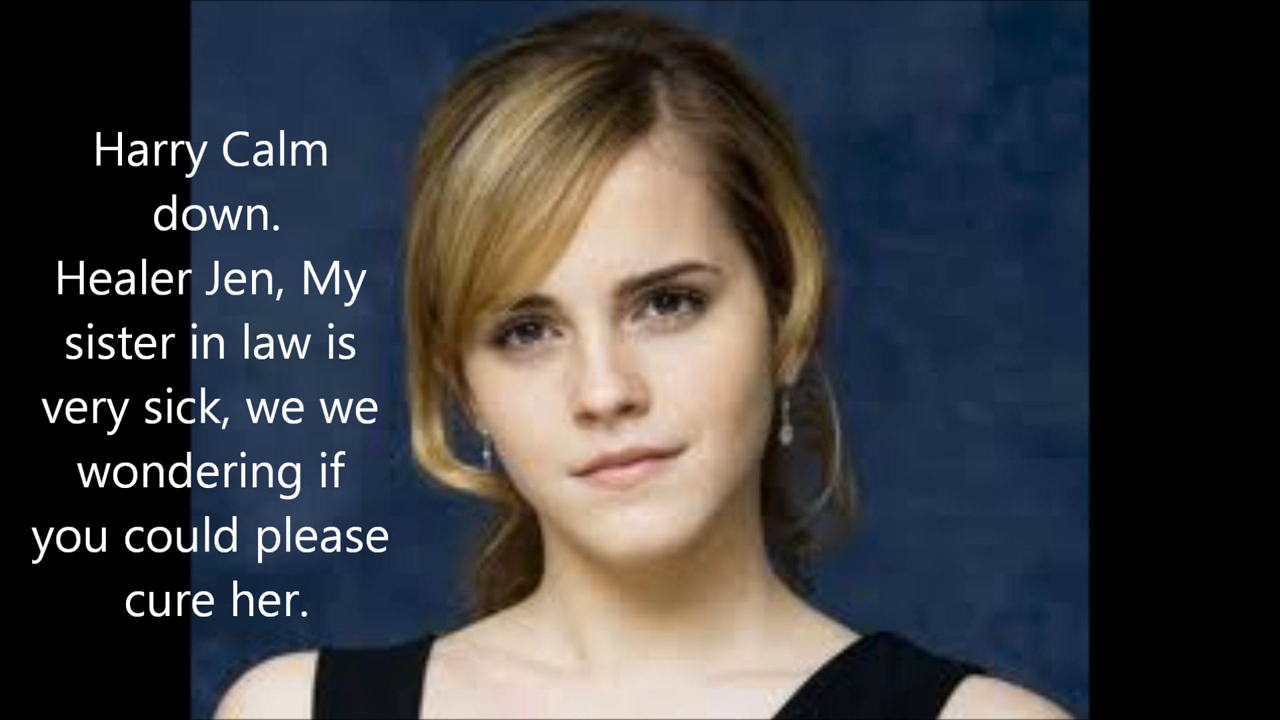 Harry Calm
down.
Healer Jen, My
sister in law is
very sick, we we
wondering if
you could please
cure her.